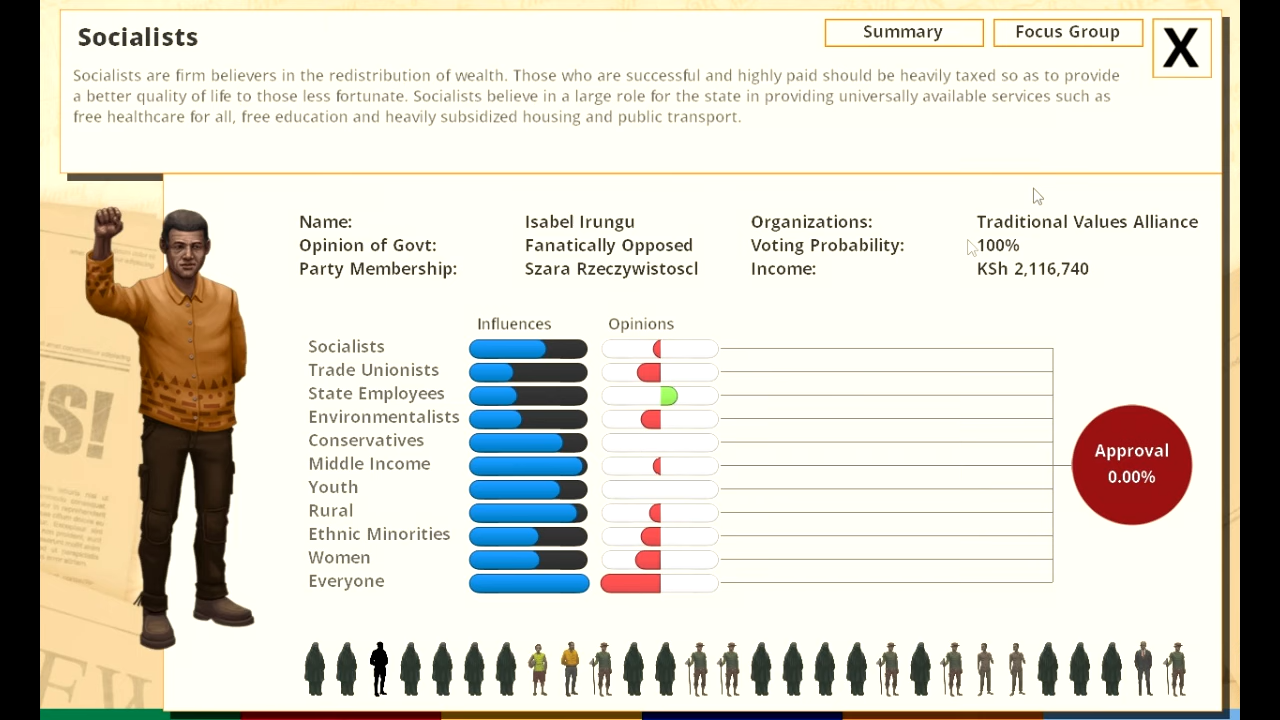 Socialists
Summary
Focus Group
X
Socialists are firm believers in the redistribution of wealth. Those who are successful and highly paid should be heavily taxed so as to provide
a better quality of life to those less fortunate. Socialists believe in a large role for the state in providing universally available services such as
free healthcare for all, free education and heavily subsidized housing and public transport.
Name: Isabel Irungu Organizations: Traditional Values Alliance
Opinion of Govt: Fanatically Opposed Voting Probability: 100%
Party Membership: Szara Rzeczywistoscl Income: KSh 2,116,740
Influences Opinions
Socialists
Trade Unionists
State Employees
Environmentalists
Conservatives
Middle Income
Youth
Rural
Ethnic Minorities
Women
Everyone
Approval
0.00%
S!